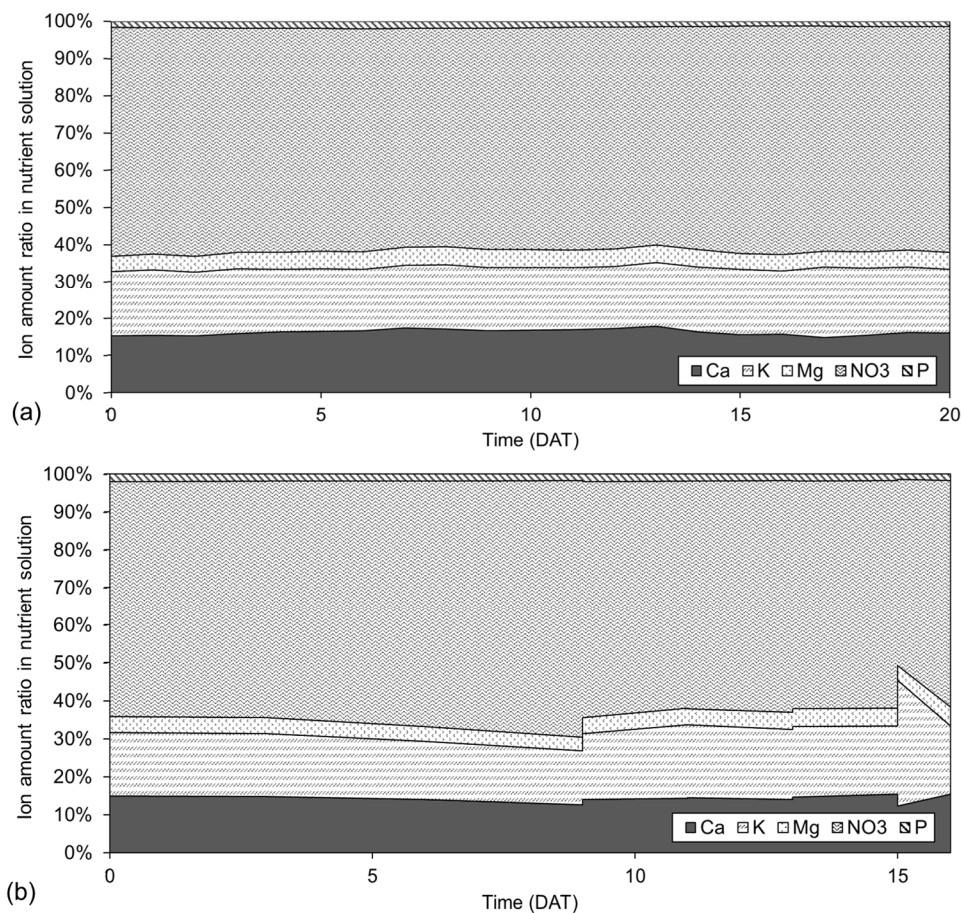 100%
90%
80%
70%
60%
50%
40%
30%
20%
10%
0%
Ion amount ratio in nutrient solution
Ca K Mg NO3 P
0 5 10 15 20
Time (DAT)
(a)
100%
90%
80%
70%
60%
50%
40%
30%
20%
10%
0%
Ion amount ratio in nutrient solution
Ca K Mg NO3 P
0 5 10 15
Time (DAT)
(b)